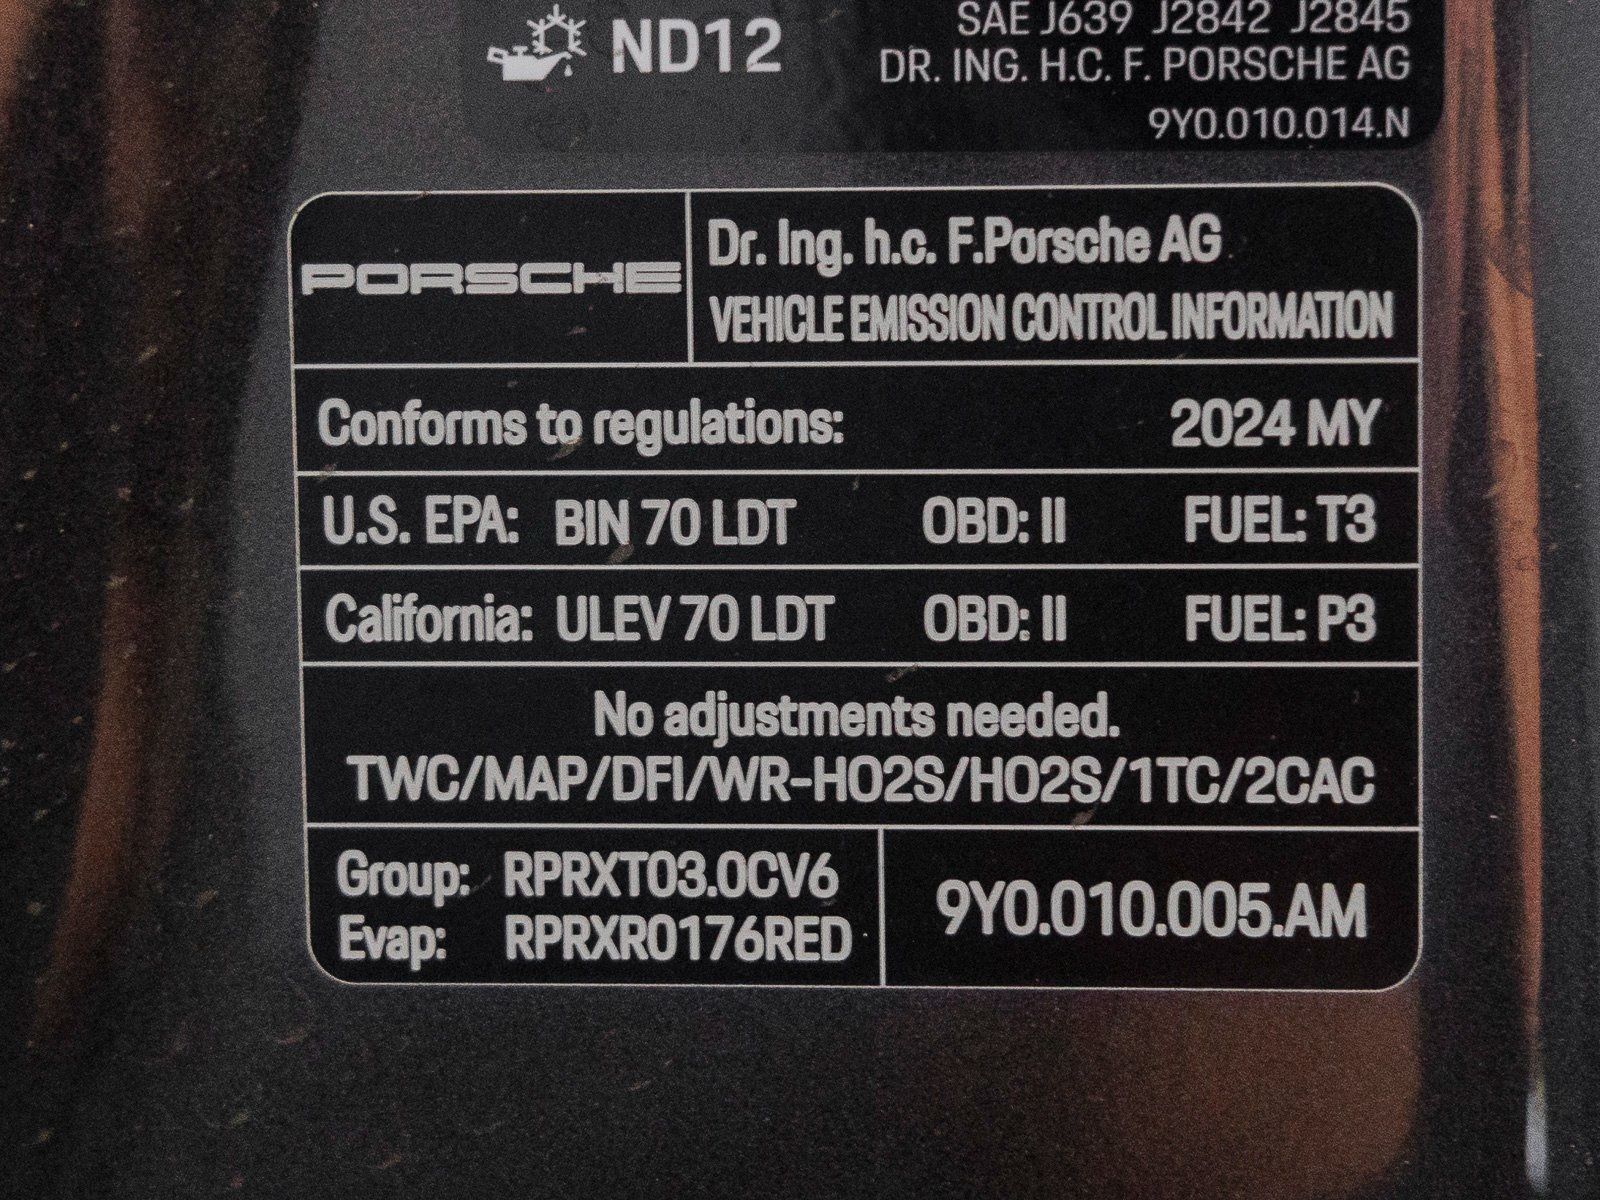 ND12
SAE J639 J2842 J2845
DR. ING. H.C. F. PORSCHE AG
9Y0.010.014.N
PORSCHE
Dr. Ing. h.c. F.Porsche AG
VEHICLE EMISSION CONTROL INFORMATION
Conforms to regulations: 2024 MY
U.S. EPA: BIN 70 LDT OBD: II FUEL: T3
California: ULEV 70 LDT OBD: II FUEL: P3
No adjustments needed.
TWC/MAP/DFI/WR-HO2S/HO2S/1TC/2CAC
Group: RPRXT03.0CV6
Evap: RPRXR0176RED
9Y0.010.005.AM